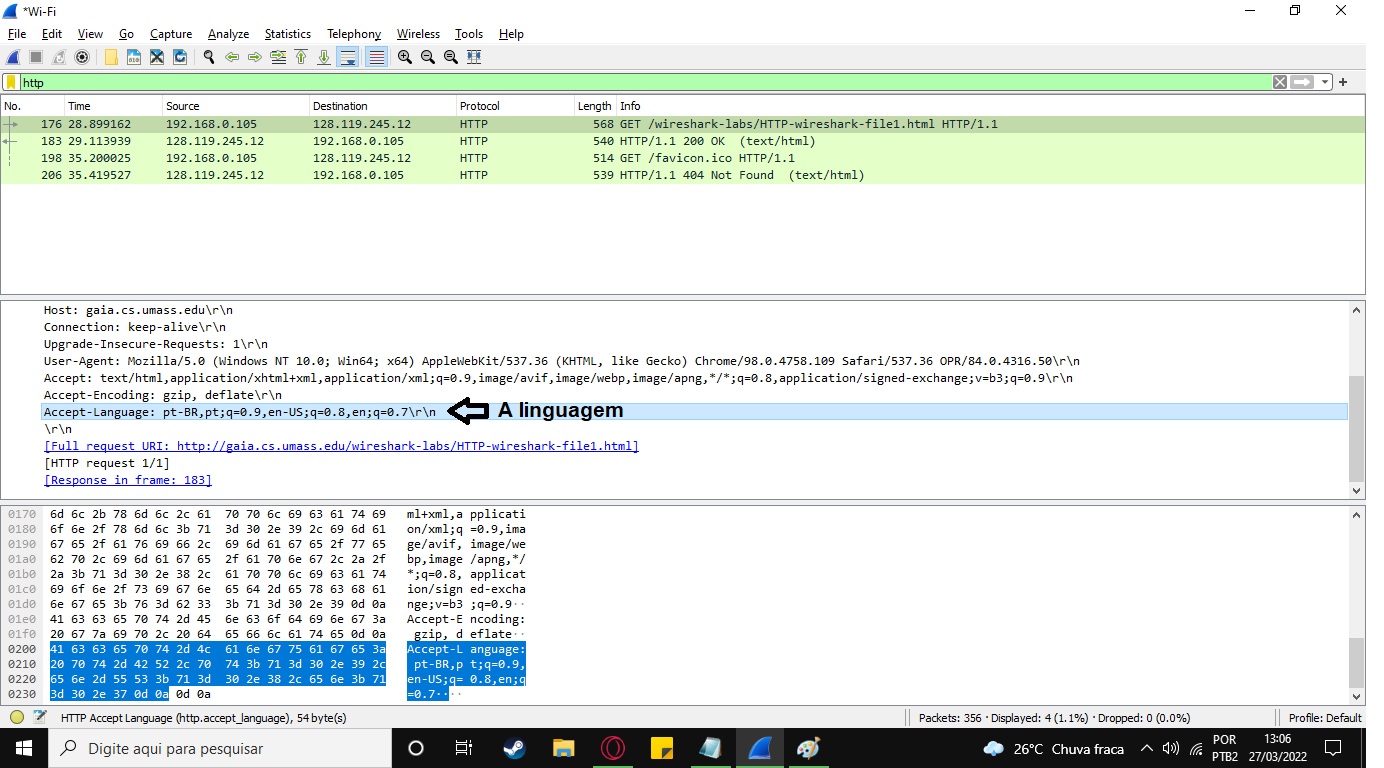 *Wi-Fi
File Edit View Go Capture Analyze Statistics Telephony Wireless Tools Help
http
No. Time Source Destination Protocol Length Info
176 28.899162 192.168.0.105 128.119.245.12 HTTP 568 GET /wireshark-labs/HTTP-wireshark-file1.html HTTP/1.1
183 29.113939 128.119.245.12 192.168.0.105 HTTP 540 HTTP/1.1 200 OK (text/html)
198 35.200025 192.168.0.105 128.119.245.12 HTTP 514 GET /favicon.ico HTTP/1.1
206 35.419527 128.119.245.12 192.168.0.105 HTTP 539 HTTP/1.1 404 Not Found (text/html)
Host: gaia.cs.umass.edu\r\n
Connection: keep-alive\r\n
Upgrade-Insecure-Requests: 1\r\n
User-Agent: Mozilla/5.0 (Windows NT 10.0; Win64; x64) AppleWebKit/537.36 (KHTML, like Gecko) Chrome/98.0.4758.109 Safari/537.36 OPR/84.0.4316.50\r\n
Accept: text/html,application/xhtml+xml,application/xml;q=0.9,image/avif,image/webp,image/apng,*/*;q=0.8,application/signed-exchange;v=b3;q=0.9\r\n
Accept-Encoding: gzip, deflate\r\n
Accept-Language: pt-BR,pt;q=0.9,en-US;q=0.8,en;q=0.7\r\n A linguagem
\r\n
[Full request URI: http://gaia.cs.umass.edu/wireshark-labs/HTTP-wireshark-file1.html]
[HTTP request 1/1]
[Response in frame: 183]
0170 6d 6c 2b 78 6d 6c 2c 61 70 70 6c 69 63 61 74 69 ml+xml,a pplicati
0180 6f 6e 2f 78 6d 6c 3b 71 3d 30 2e 39 2c 69 6d 61 on/xml;q =0.9,ima
0190 67 65 2f 61 76 69 66 2c 69 6d 61 67 65 2f 77 65 ge/avif, image/we
01a0 62 70 2c 69 6d 61 67 65 2f 61 70 6e 67 2c 2a 2f bp,image /apng,*/
01b0 2a 3b 71 3d 30 2e 38 2c 61 70 70 6c 69 63 61 74 *;q=0.8, applicat
01c0 69 6f 6e 2f 73 69 67 6e 65 64 2d 65 78 63 68 61 ion/sign ed-excha
01d0 6e 67 65 3b 76 3d 62 33 3b 71 3d 30 2e 39 0d 0a nge;v=b3 ;q=0.9··
01e0 41 63 63 65 70 74 2d 45 6e 63 6f 64 69 6e 67 3a Accept-E ncoding:
01f0 20 67 7a 69 70 2c 20 64 65 66 6c 61 74 65 0d 0a gzip, d eflate··
0200 41 63 63 65 70 74 2d 4c 61 6e 67 75 61 67 65 3a Accept-L anguage:
0210 20 70 74 2d 42 52 2c 70 74 3b 71 3d 30 2e 39 2c pt-BR,p t;q=0.9,
0220 65 6e 2d 55 53 3b 71 3d 30 2e 38 2c 65 6e 3b 71 en-US;q= 0.8,en;q
0230 3d 30 2e 37 0d 0a 0d 0a =0.7····
HTTP Accept Language (http.accept_language), 54 byte(s) Packets: 356 · Displayed: 4 (1.1%) · Dropped: 0 (0.0%) Profile: Default
Digite aqui para pesquisar 26°C Chuva fraca POR 13:06
PTB2 27/03/2022